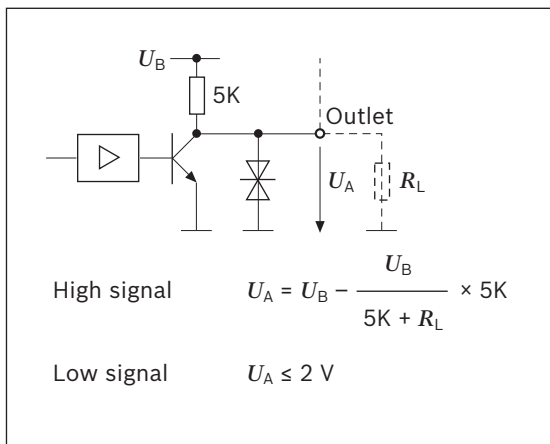 U_B
5K
Outlet
U_A
R_L
High signal U_A = U_B – U_B / (5K + R_L) × 5K
Low signal U_A ≤ 2 V